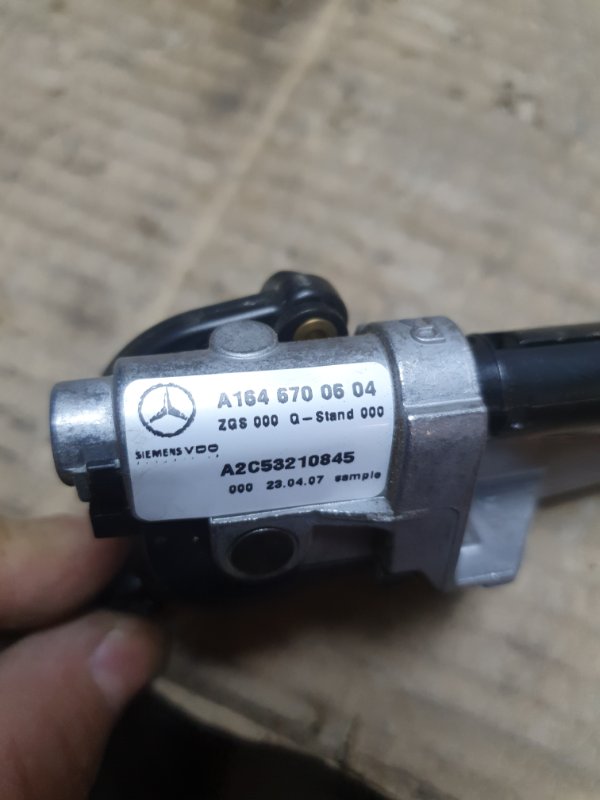 A164 670 06 04
ZGS 000 Q-Stand 000
SIEMENS VDO
A2C53210845
000 23.04.07 sample